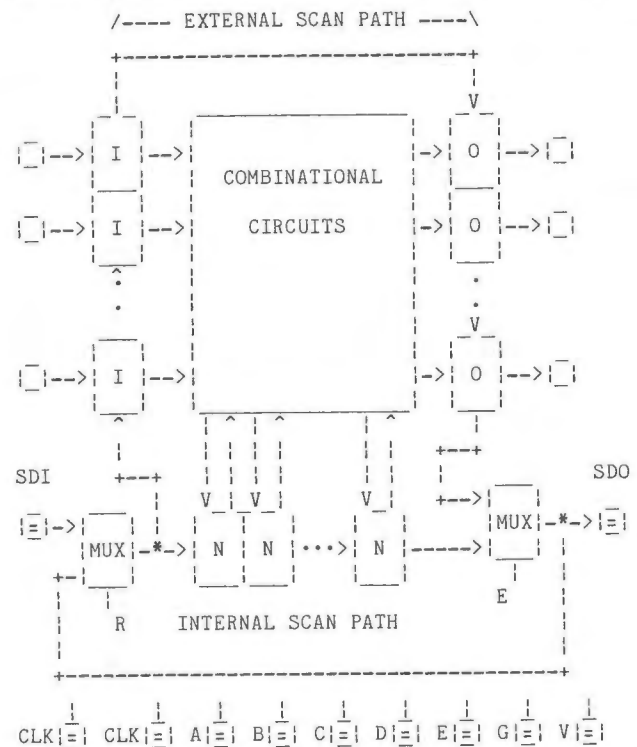 EXTERNAL SCAN PATH
V
I O
COMBINATIONAL
I CIRCUITS O
V
I O
SDI SDO
V V V
MUX N N N MUX
E
R INTERNAL SCAN PATH
CLK CLK A B C D E G V